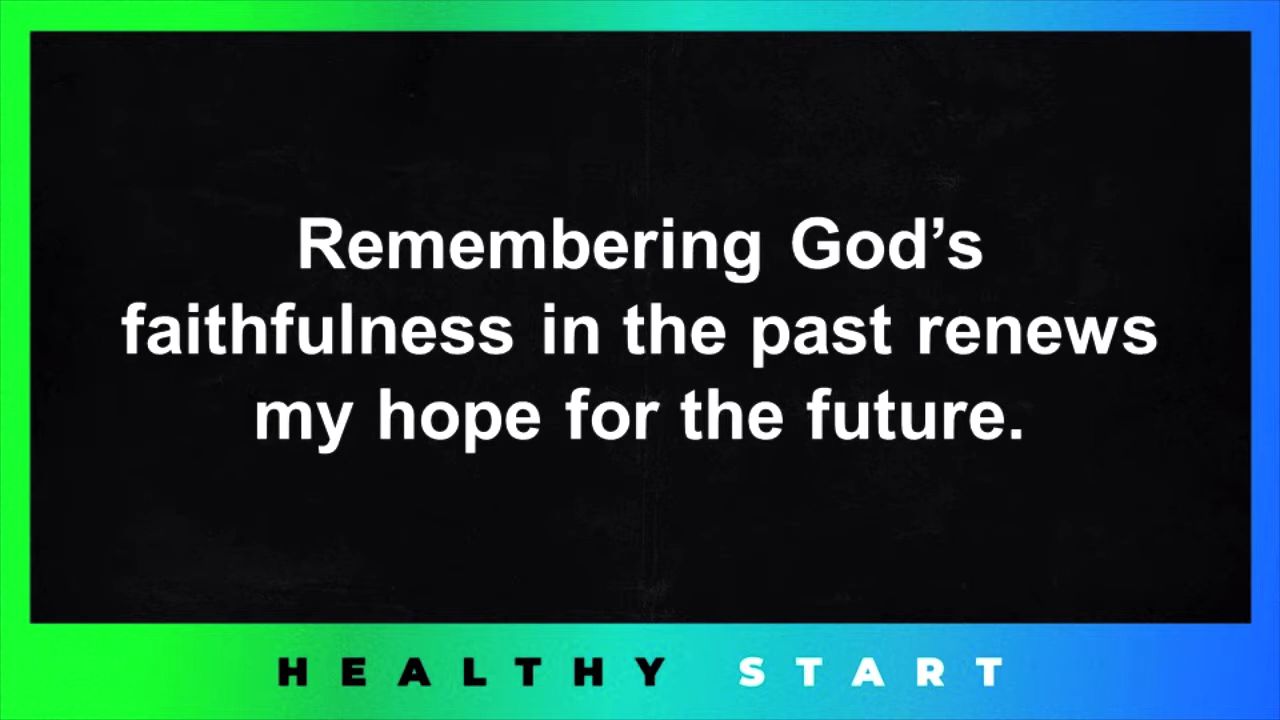 Remembering God’s
faithfulness in the past renews
my hope for the future.
HEALTHY START